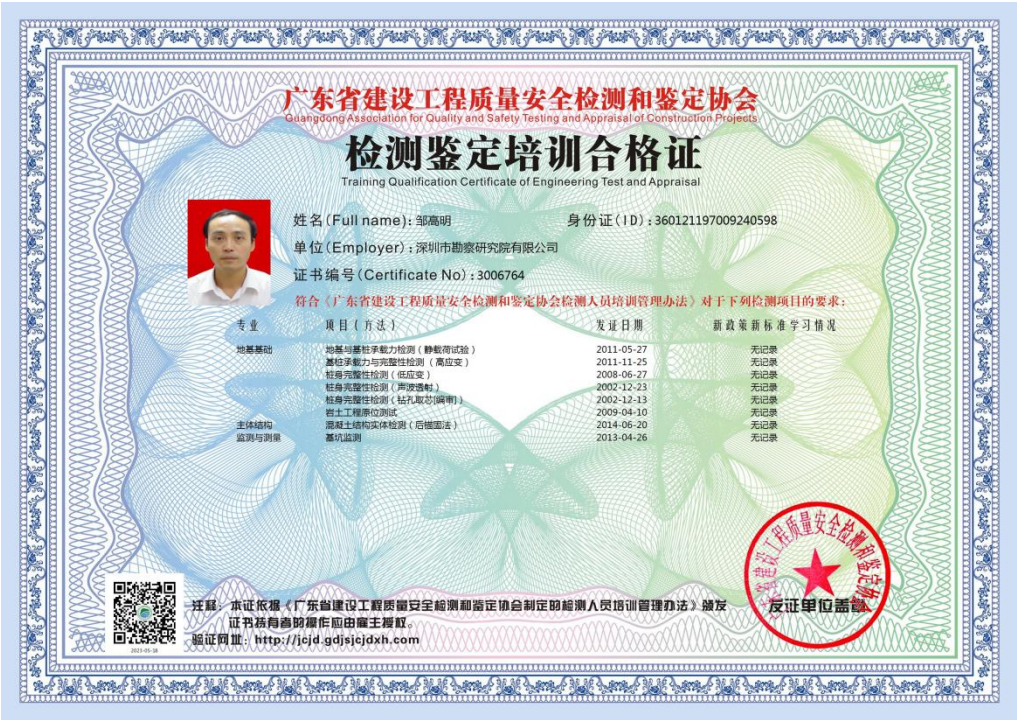 广东省建设工程质量安全检测和鉴定协会
Guangdong Association for Quality and Safety Testing and Appraisal of Construction Projects
检测鉴定培训合格证
Training Qualification Certificate of Engineering Test and Appraisal
姓名(Full name): 邹高明 身份证(ID): 360121197009240598
单位(Employer): 深圳市勘察研究院有限公司
证书编号(Certificate No): 3006764
符合《广东省建设工程质量安全检测和鉴定协会检测人员培训管理办法》对于下列检测项目的要求:
专业 项目(方法) 发证日期 新政策新标准学习情况
地基基础 地基与基桩承载力检测(静载荷试验) 2011-05-27 无记录
基桩承载力与完整性检测(高应变) 2011-11-25 无记录
桩身完整性检测(低应变) 2008-06-27 无记录
桩身完整性检测(声波透射) 2002-12-23 无记录
桩身完整性检测(钻孔取芯[编审]) 2002-12-13 无记录
岩土工程原位测试 2009-04-10 无记录
主体结构 混凝土结构实体检测(后锚固法) 2014-06-20 无记录
监测与测量 基坑监测 2013-04-26 无记录
省建设工程质量安全检测和鉴定协会
发证单位盖章
注释: 本证依据《广东省建设工程质量安全检测和鉴定协会制定的检测人员培训管理办法》颁发
证书持有者的操作应由雇主授权。
验证网址: http://jcjd.gdjsjcjdxh.com
2023-05-18